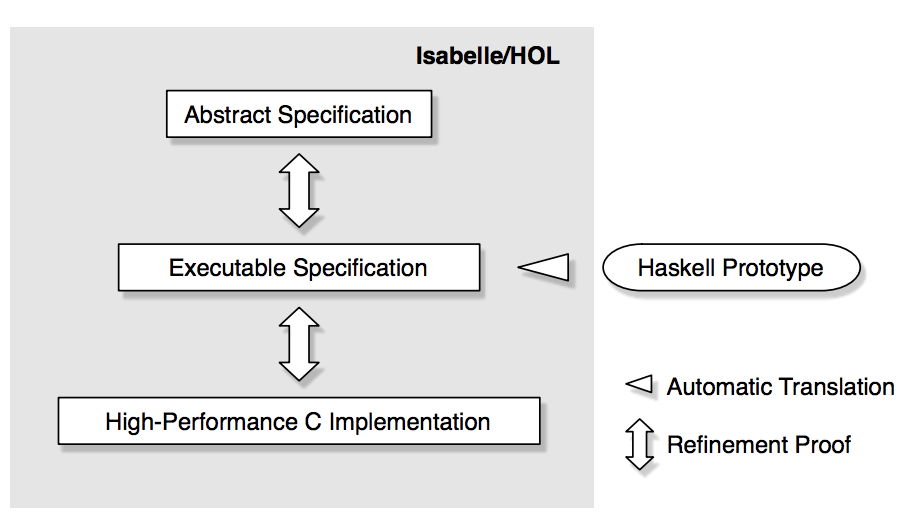 Isabelle/HOL
Abstract Specification
Executable Specification
Haskell Prototype
High-Performance C Implementation
Automatic Translation
Refinement Proof